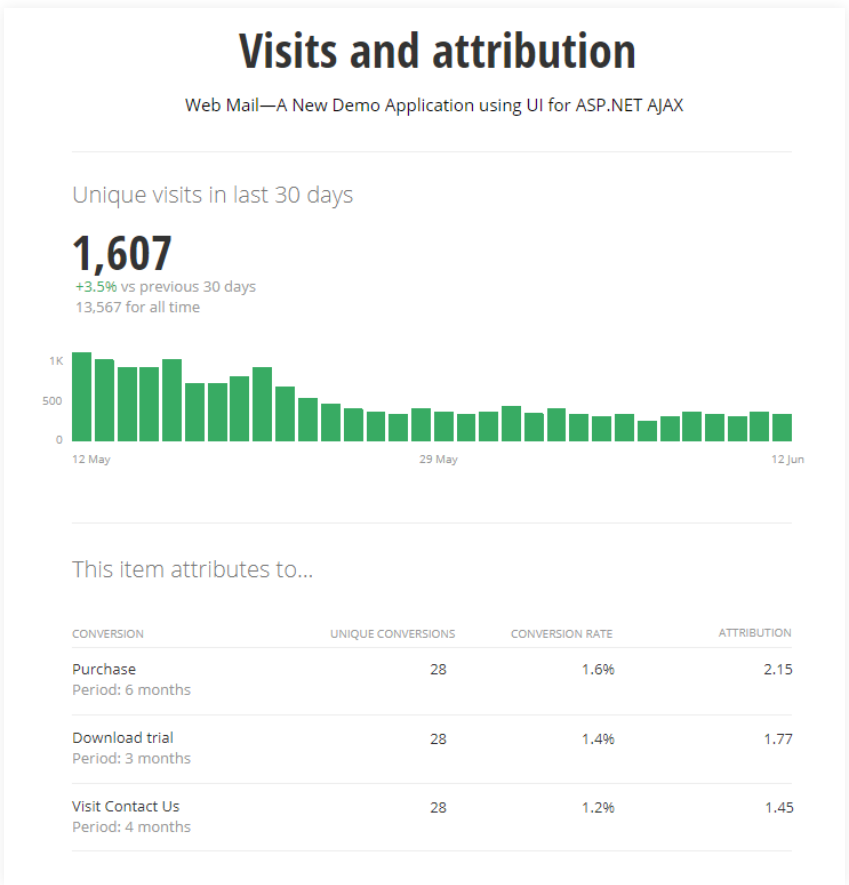 Visits and attribution
Web Mail—A New Demo Application using UI for ASP.NET AJAX
Unique visits in last 30 days
1,607
+3.5% vs previous 30 days
13,567 for all time
1K
500
0
12 May 29 May 12 Jun
This item attributes to...
CONVERSION UNIQUE CONVERSIONS CONVERSION RATE ATTRIBUTION
Purchase 28 1.6% 2.15
Period: 6 months
Download trial 28 1.4% 1.77
Period: 3 months
Visit Contact Us 28 1.2% 1.45
Period: 4 months